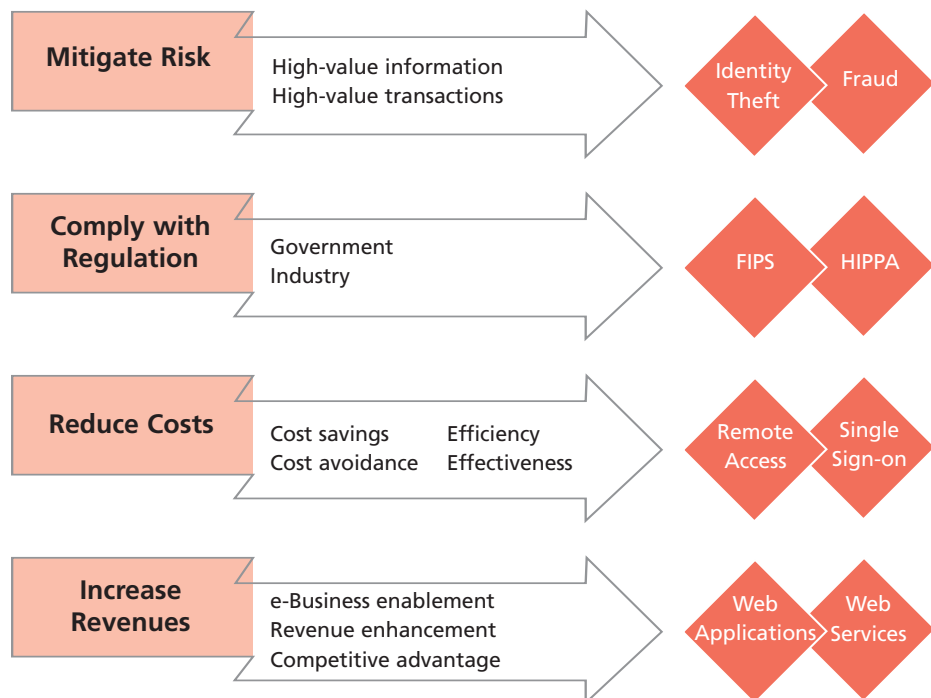 Mitigate Risk
High-value information
High-value transactions
Identity
Theft
Fraud
Comply with
Regulation
Government
Industry
FIPS
HIPPA
Reduce Costs
Cost savings
Efficiency
Cost avoidance
Effectiveness
Remote
Access
Single
Sign-on
Increase
Revenues
e-Business enablement
Revenue enhancement
Competitive advantage
Web
Applications
Web
Services